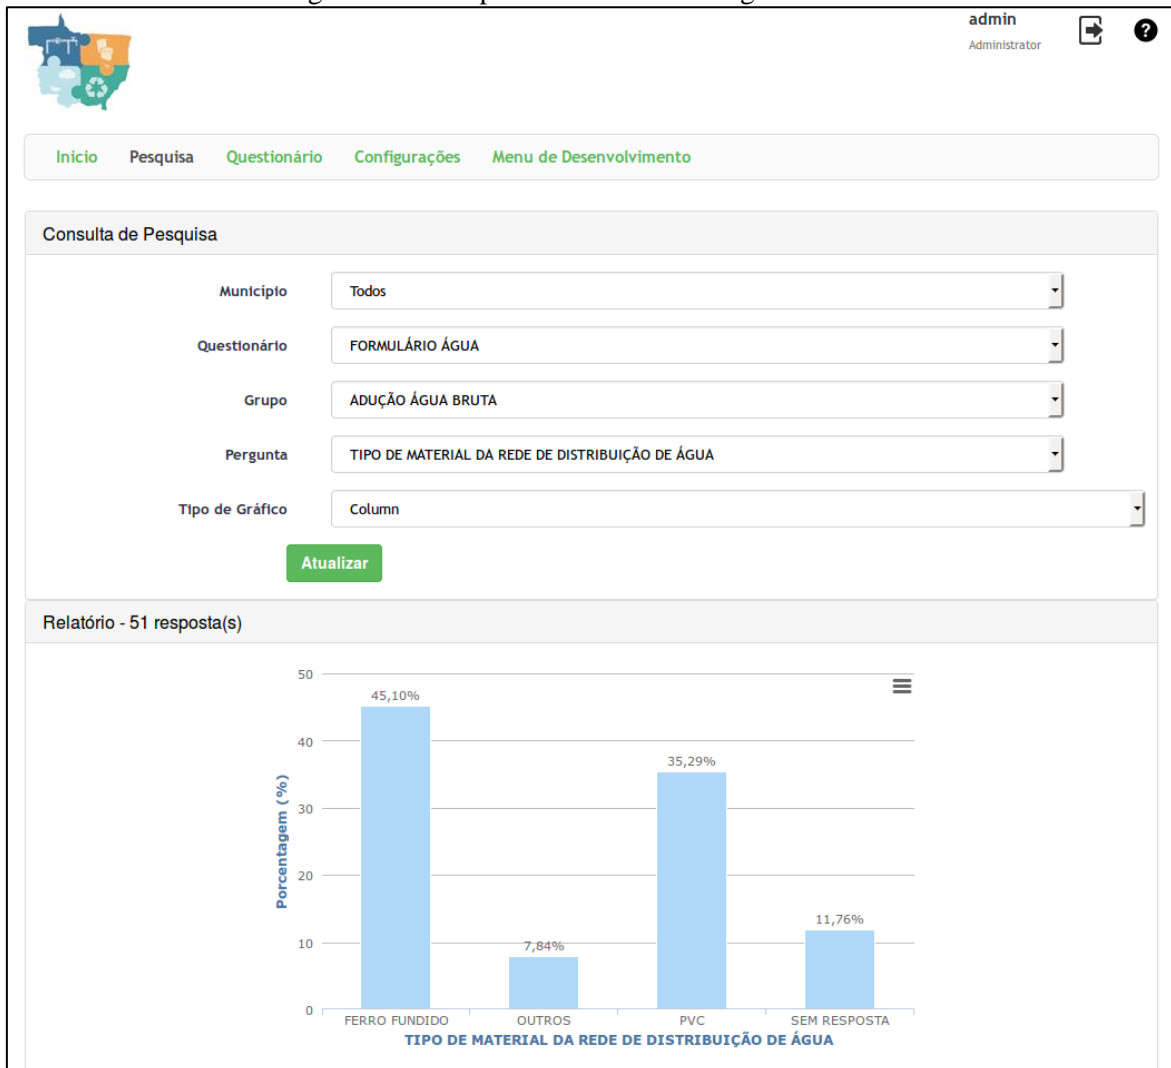 admin
Administrator
?
Inicio Pesquisa Questionário Configurações Menu de Desenvolvimento
Consulta de Pesquisa
Município Todos
Questionário FORMULÁRIO ÁGUA
Grupo ADUÇÃO ÁGUA BRUTA
Pergunta TIPO DE MATERIAL DA REDE DE DISTRIBUIÇÃO DE ÁGUA
Tipo de Gráfico Column
Atualizar
Relatório - 51 resposta(s)
Porcentagem (%)
50
45,10%
40
35,29%
30
20
11,76%
10
7,84%
0
FERRO FUNDIDO OUTROS PVC SEM RESPOSTA
TIPO DE MATERIAL DA REDE DE DISTRIBUIÇÃO DE ÁGUA